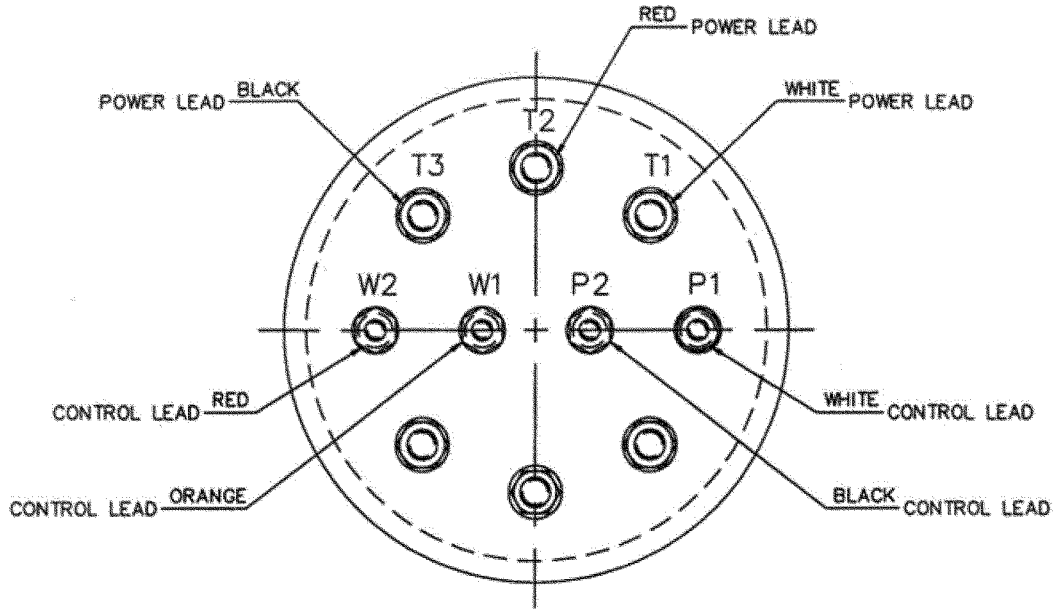 RED POWER LEAD
POWER LEAD BLACK
WHITE POWER LEAD
T2
T3
T1
W2
W1
P2
P1
CONTROL LEAD RED
WHITE CONTROL LEAD
CONTROL LEAD ORANGE
BLACK CONTROL LEAD